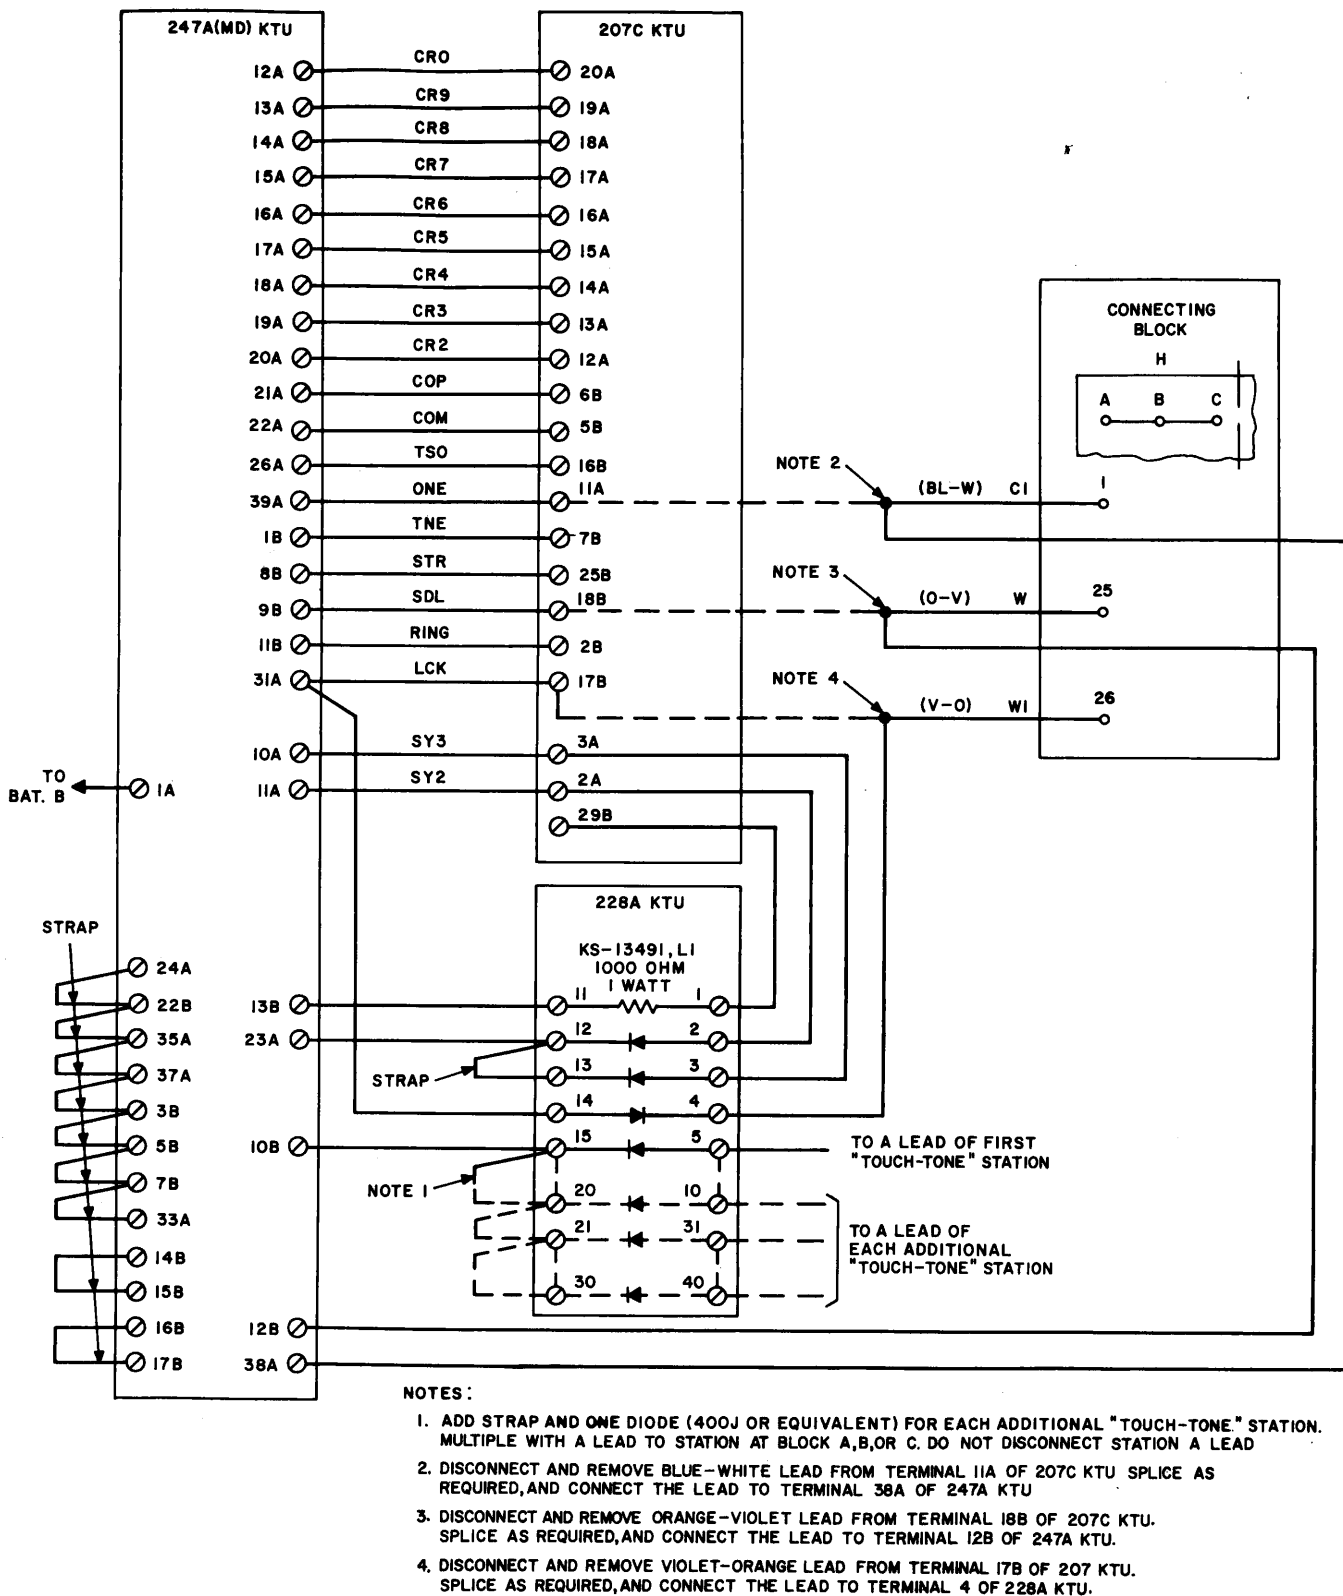 247A(MD) KTU
207C KTU
12A CR0 20A
13A CR9 19A
14A CR8 18A
15A CR7 17A
16A CR6 16A
17A CR5 15A
18A CR4 14A
19A CR3 13A
20A CR2 12A
21A COP 6B
22A COM 5B
26A TSO 16B
39A ONE 11A
1B TNE 7B
8B STR 25B
9B SDL 18B
11B RING 2B
31A LCK 17B
10A SY3 3A
11A SY2 2A
29B
TO
BAT. B
1A
CONNECTING
BLOCK
H
A B C
NOTE 2
(BL-W) C1 1
NOTE 3
(O-V) W 25
NOTE 4
(V-O) W1 26
STRAP
24A
22B
35A
37A
3B
5B
7B
33A
14B
15B
16B
17B
13B
23A
10B
12B
38A
228A KTU
KS-13491, L1
1000 OHM
1 WATT
11 1
12 2
13 3
14 4
15 5
20 10
21 31
30 40
STRAP
NOTE 1
TO A LEAD OF FIRST
"TOUCH-TONE" STATION
TO A LEAD OF
EACH ADDITIONAL
"TOUCH-TONE" STATION
NOTES:
1. ADD STRAP AND ONE DIODE (400J OR EQUIVALENT) FOR EACH ADDITIONAL "TOUCH-TONE" STATION.
MULTIPLE WITH A LEAD TO STATION AT BLOCK A,B,OR C. DO NOT DISCONNECT STATION A LEAD
2. DISCONNECT AND REMOVE BLUE-WHITE LEAD FROM TERMINAL 11A OF 207C KTU SPLICE AS
REQUIRED, AND CONNECT THE LEAD TO TERMINAL 38A OF 247A KTU
3. DISCONNECT AND REMOVE ORANGE-VIOLET LEAD FROM TERMINAL 18B OF 207C KTU.
SPLICE AS REQUIRED, AND CONNECT THE LEAD TO TERMINAL 12B OF 247A KTU.
4. DISCONNECT AND REMOVE VIOLET-ORANGE LEAD FROM TERMINAL 17B OF 207 KTU.
SPLICE AS REQUIRED, AND CONNECT THE LEAD TO TERMINAL 4 OF 228A KTU.